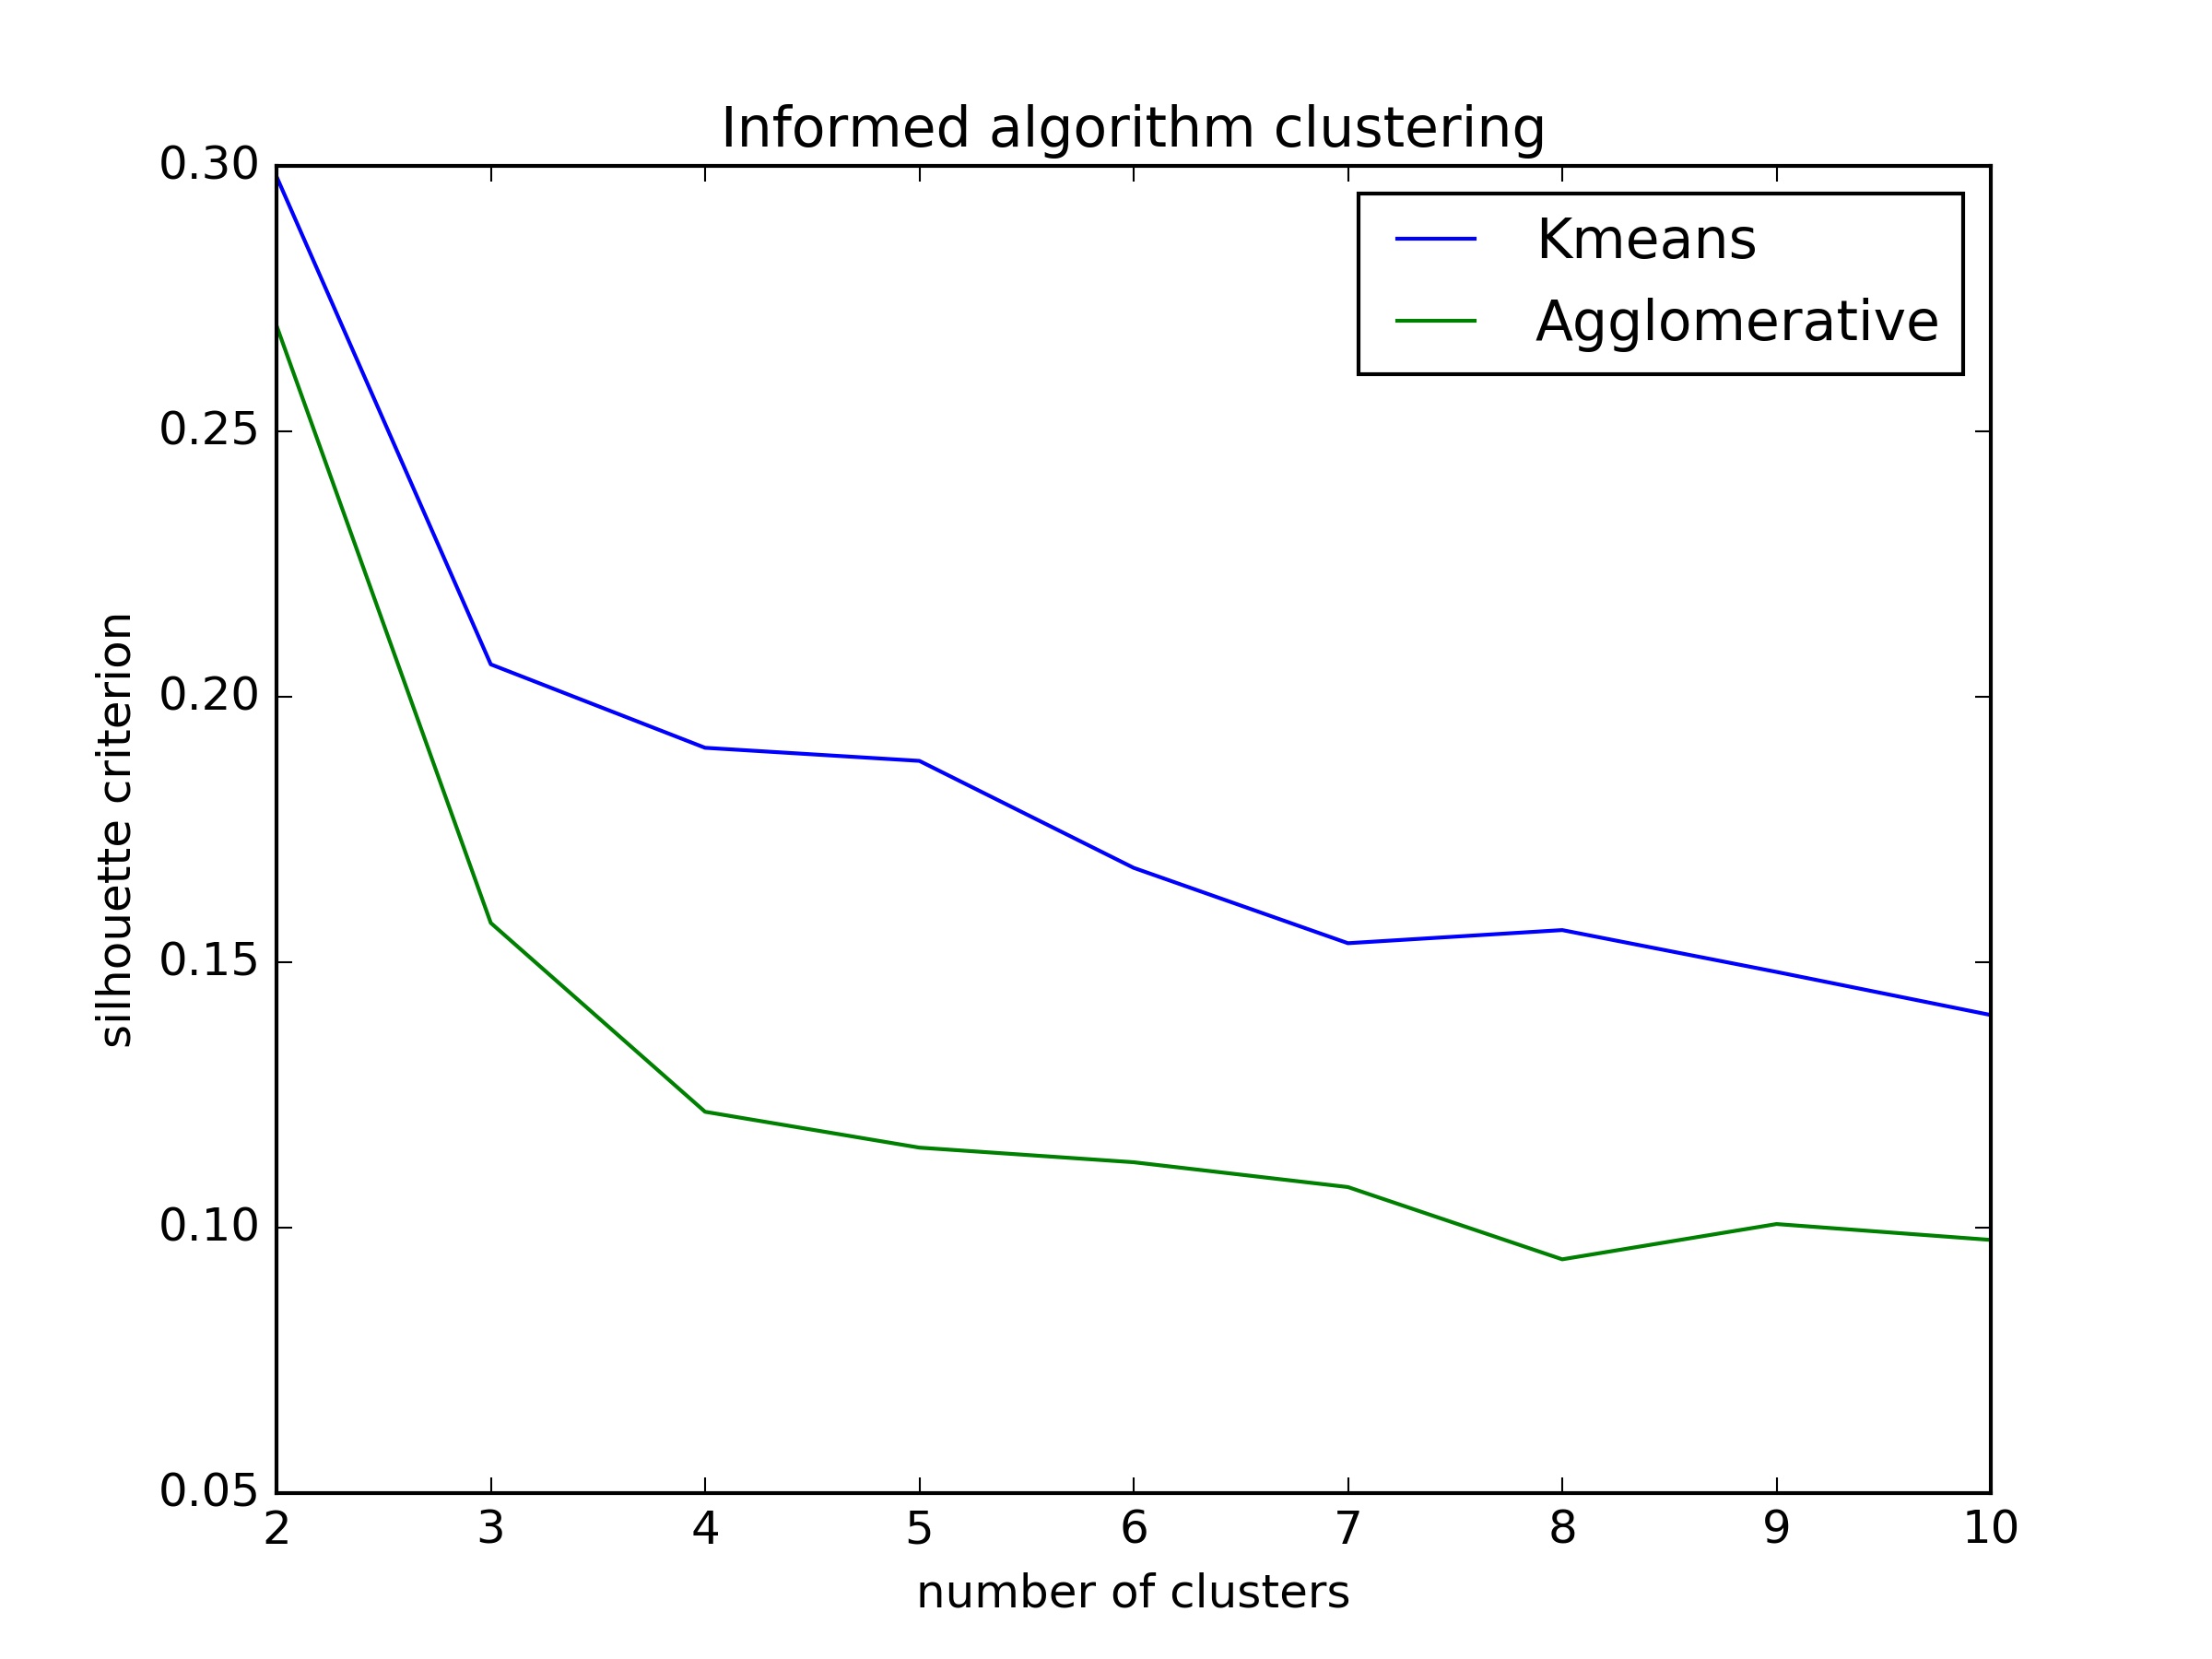 Informed algorithm clustering
Kmeans
Agglomerative
silhouette criterion
0.30
0.25
0.20
0.15
0.10
0.05
2 3 4 5 6 7 8 9 10
number of clusters